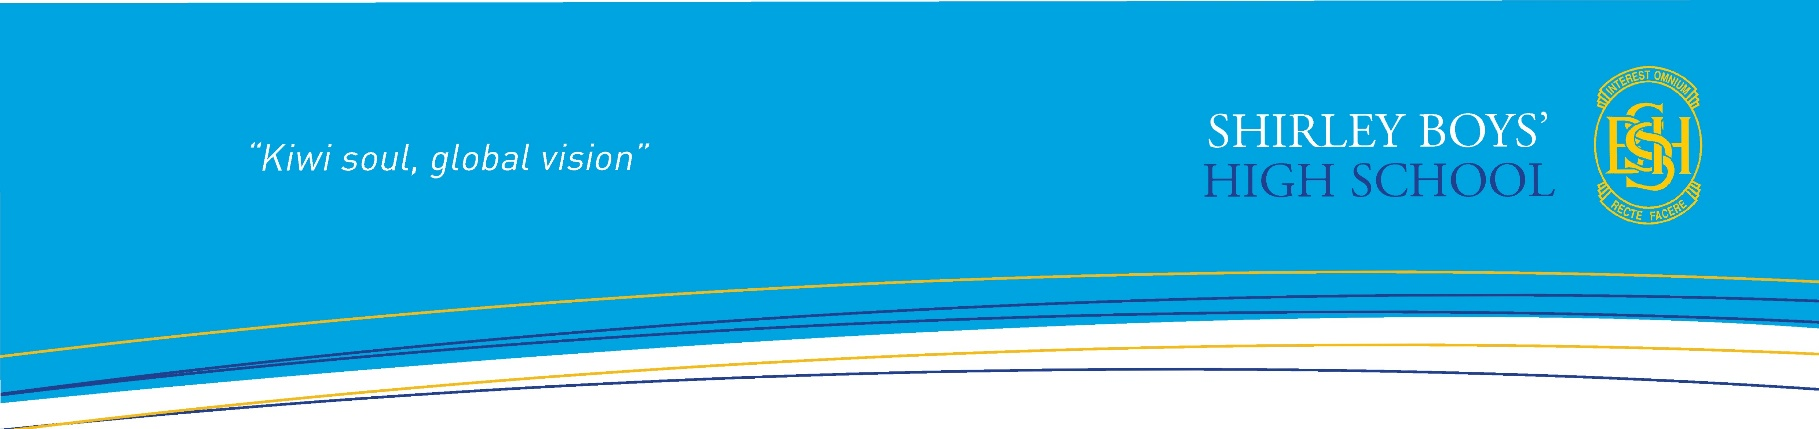 “Kiwi soul, global vision”
SHIRLEY BOYS’
HIGH SCHOOL
INTEREST OMNIUM
SBHS
RECTE FACERE